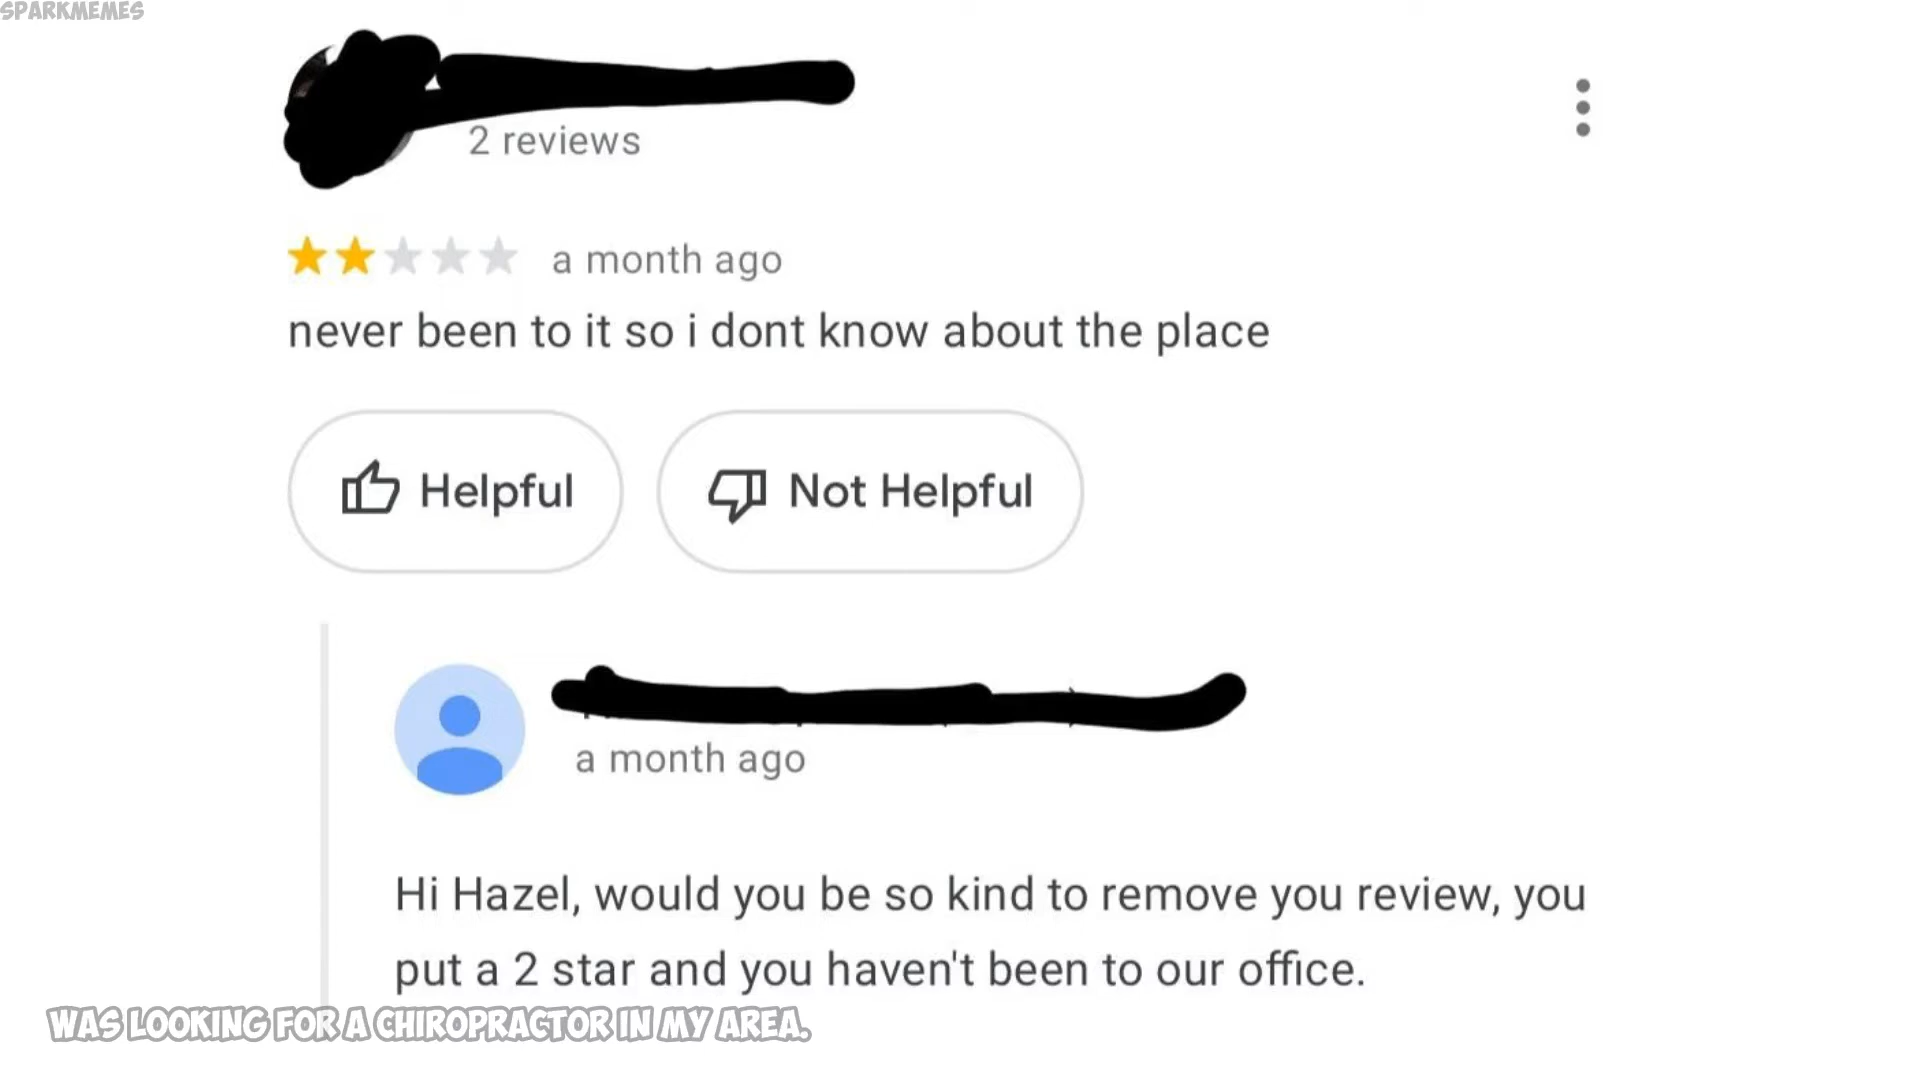 SPARKMEMES
2 reviews
a month ago
never been to it so i dont know about the place
Helpful
Not Helpful
a month ago
Hi Hazel, would you be so kind to remove you review, you
put a 2 star and you haven't been to our office.
WAS LOOKING FOR A CHIROPRACTOR IN MY AREA.